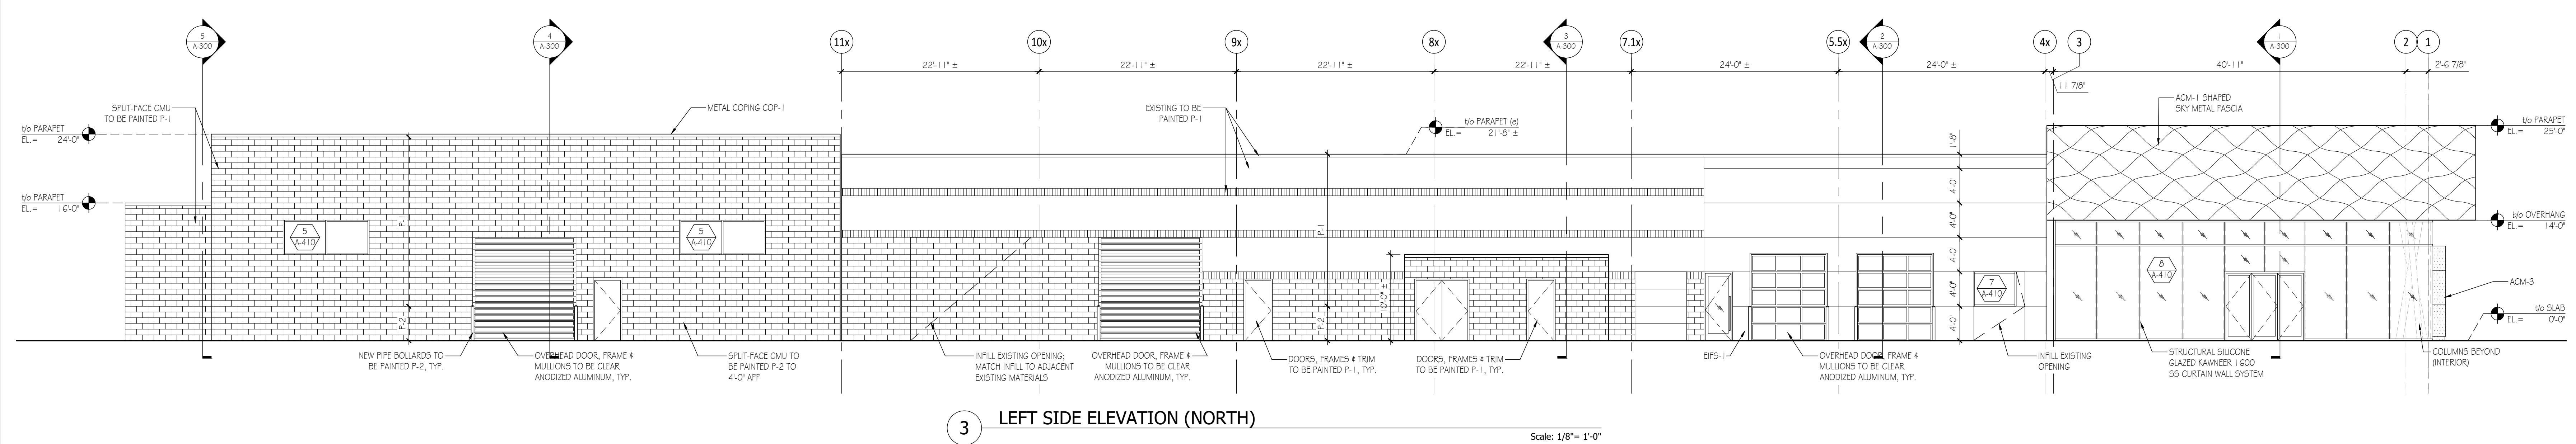 5
A-300
4
A-300
11x
10x
9x
8x
3
A-300
7.1x
5.5x
2
A-300
4x
3
1
A-300
2
1
22'-11" ±
22'-11" ±
22'-11" ±
22'-11" ±
24'-0" ±
24'-0" ±
40'-11"
2'-6 7/8"
11 7/8"
SPLIT-FACE CMU
TO BE PAINTED P-1
METAL COPING COP-1
EXISTING TO BE
PAINTED P-1
ACM-1 SHAPED
SKY METAL FASCIA
t/o PARAPET
EL.= 24'-0"
t/o PARAPET (e)
EL.= 21'-8" ±
t/o PARAPET
EL.= 25'-0"
t/o PARAPET
EL.= 16'-0"
b/o OVERHANG
EL.= 14'-0"
1'-8"
4'-0"
4'-0"
4'-0"
4'-0"
4'-0"
P-1
P-2
P-1
P-2
10'-0" ±
5
A-410
5
A-410
7
A-410
8
A-410
ACM-3
t/o SLAB
EL.= 0'-0"
NEW PIPE BOLLARDS TO
BE PAINTED P-2, TYP.
OVERHEAD DOOR, FRAME &
MULLIONS TO BE CLEAR
ANODIZED ALUMINUM, TYP.
SPLIT-FACE CMU TO
BE PAINTED P-2 TO
4'-0" AFF
INFILL EXISTING OPENING;
MATCH INFILL TO ADJACENT
EXISTING MATERIALS
OVERHEAD DOOR, FRAME &
MULLIONS TO BE CLEAR
ANODIZED ALUMINUM, TYP.
DOORS, FRAMES & TRIM
TO BE PAINTED P-1, TYP.
DOORS, FRAMES & TRIM
TO BE PAINTED P-1, TYP.
EIFS-1
OVERHEAD DOOR, FRAME &
MULLIONS TO BE CLEAR
ANODIZED ALUMINUM, TYP.
INFILL EXISTING
OPENING
STRUCTURAL SILICONE
GLAZED KAWNEER 1600
SS CURTAIN WALL SYSTEM
COLUMNS BEYOND
(INTERIOR)
3
LEFT SIDE ELEVATION (NORTH)
Scale: 1/8"= 1'-0"